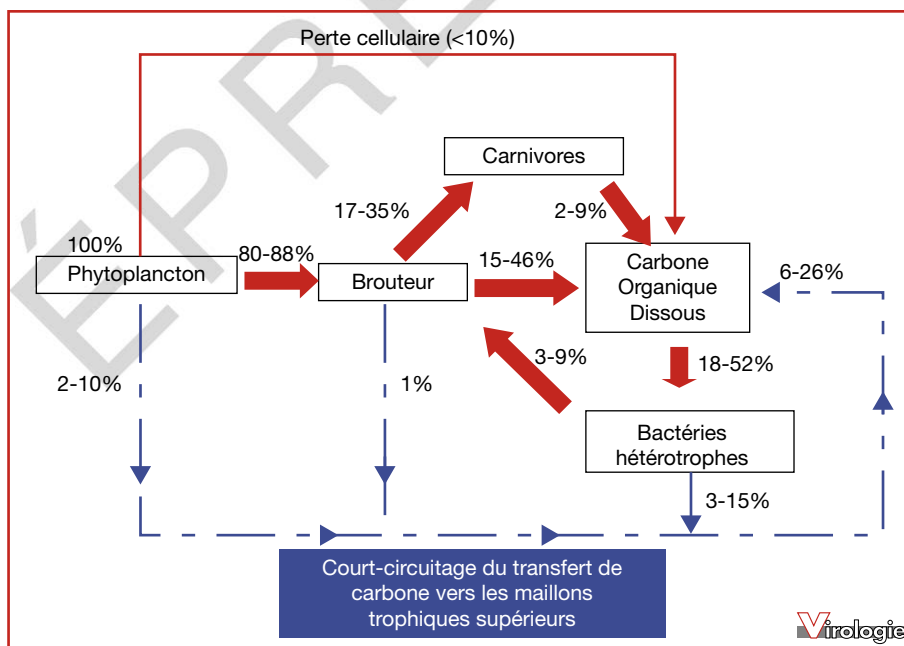 ÉPRE
Perte cellulaire (<10%)
Carnivores
17-35%
2-9%
100%
Phytoplancton
80-88%
Brouteur
15-46%
Carbone
Organique
Dissous
6-26%
2-10%
1%
3-9%
18-52%
Bactéries
hétérotrophes
3-15%
Court-circuitage du transfert de
carbone vers les maillons
trophiques supérieurs
Virologie